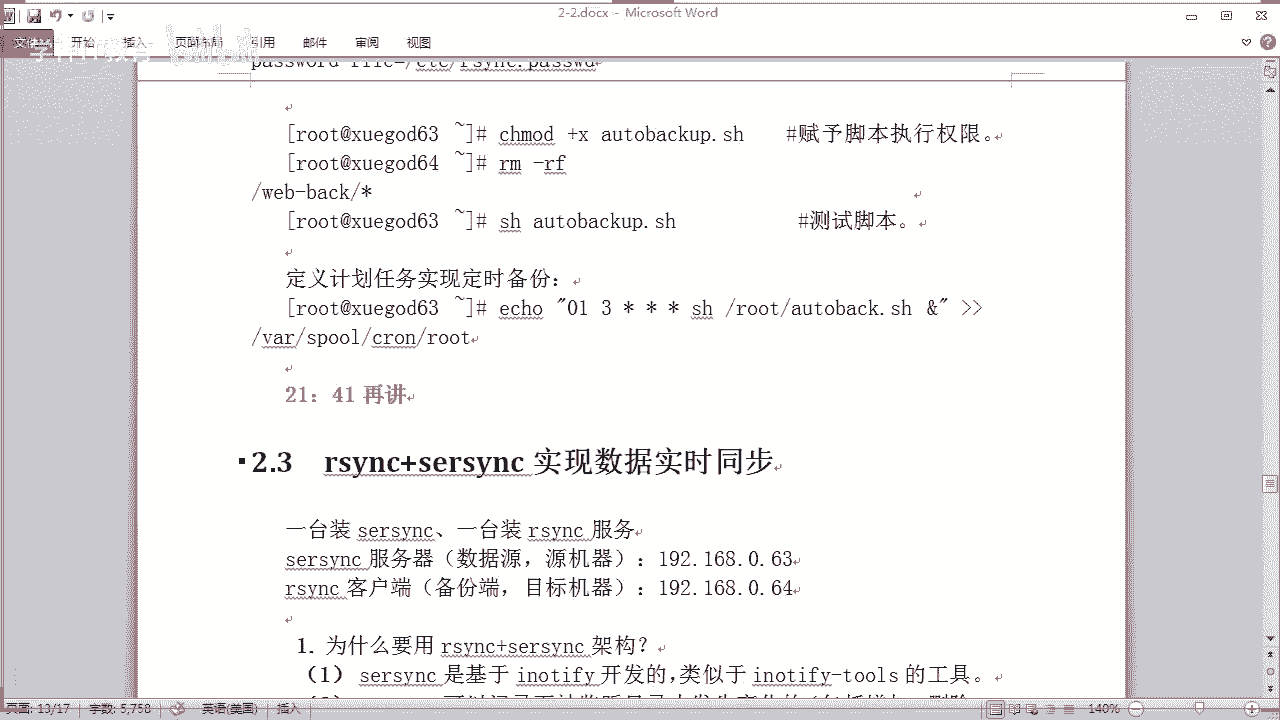 2-2.docx - Microsoft Word
文件 开始 插入 页面布局 引用 邮件 审阅 视图
[root@xuegod63 ~]# chmod +x autobackup.sh #赋予脚本执行权限。
[root@xuegod64 ~]# rm -rf
/web-back/*
[root@xuegod63 ~]# sh autobackup.sh #测试脚本。
定义计划任务实现定时备份：
[root@xuegod63 ~]# echo "01 3 * * * sh /root/autoback.sh &" >>
/var/spool/cron/root
21：41 再讲
2.3 rsync+sersync 实现数据实时同步
一台装 sersync、一台装 rsync 服务
sersync 服务器（数据源，源机器）：192.168.0.63
rsync 客户端（备份端，目标机器）：192.168.0.64
1. 为什么要用 rsync+sersync 架构？
（1） sersync 是基于 inotify 开发的，类似于 inotify-tools 的工具。
页面: 13/17 字数: 5,758 英语(美国) 插入 140%